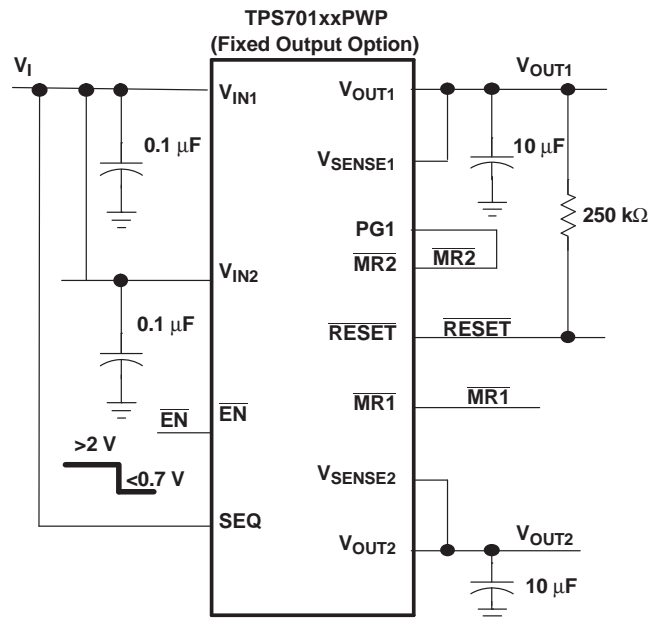 TPS701xxPWP
(Fixed Output Option)
VI
VIN1
VOUT1
VOUT1
0.1 μF
10 μF
VSENSE1
250 kΩ
PG1
MR2
MR2
VIN2
0.1 μF
RESET
RESET
MR1
MR1
EN
EN
>2 V
<0.7 V
VSENSE2
SEQ
VOUT2
VOUT2
10 μF